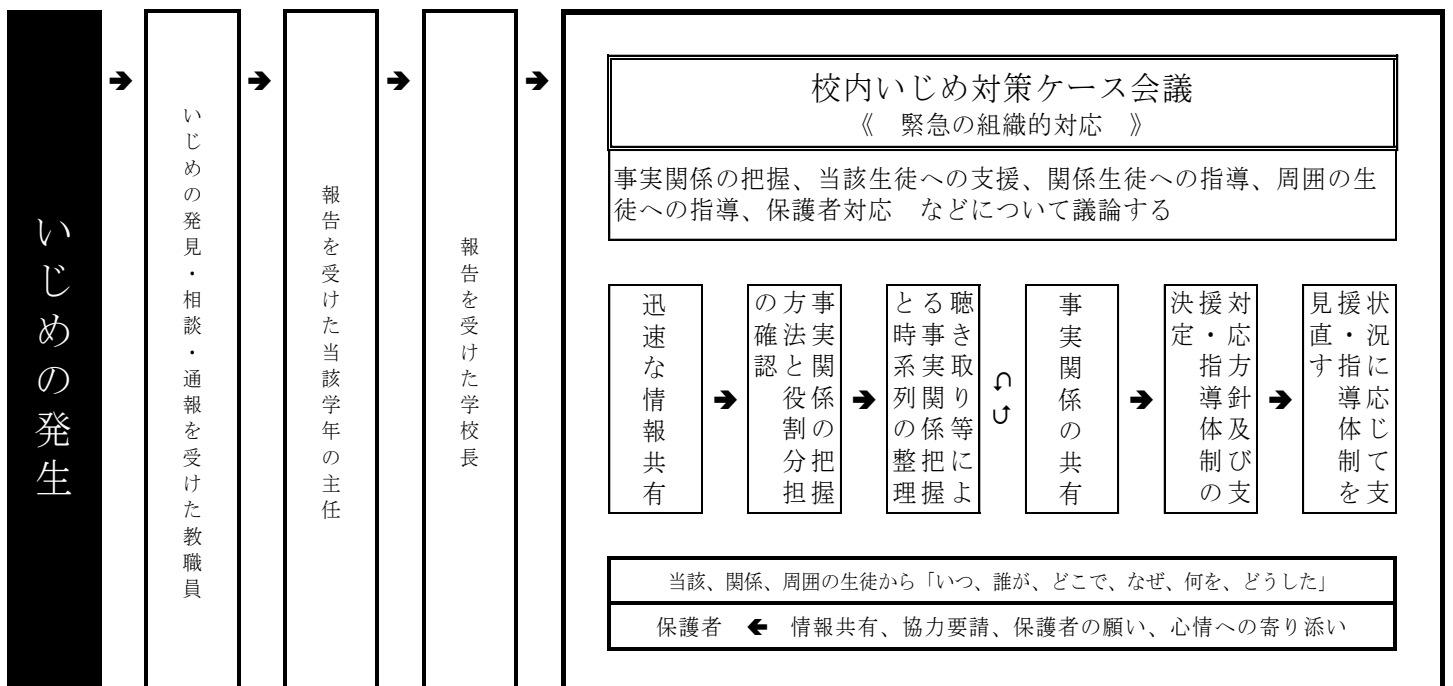 いじめの発生
➔
いじめの発見・相談・通報を受けた教職員
➔
報告を受けた当該学年の主任
➔
報告を受けた学校長
➔
校内いじめ対策ケース会議
《　緊急の組織的対応　》
事実関係の把握、当該生徒への支援、関係生徒への指導、周囲の生
徒への指導、保護者対応　などについて議論する
迅速な情報共有
➔
事実関係の把握
方法と役割分担
の確認
➔
聴き取り等によ
る事実関係把握
と時系列の整理
事実関係の共有
➔
対応方針及び支
援・指導体制の
決定
➔
状況に応じて支
援・指導体制を
見直す
当該、関係、周囲の生徒から「いつ、誰が、どこで、なぜ、何を、どうした」
保護者　🡸　情報共有、協力要請、保護者の願い、心情への寄り添い